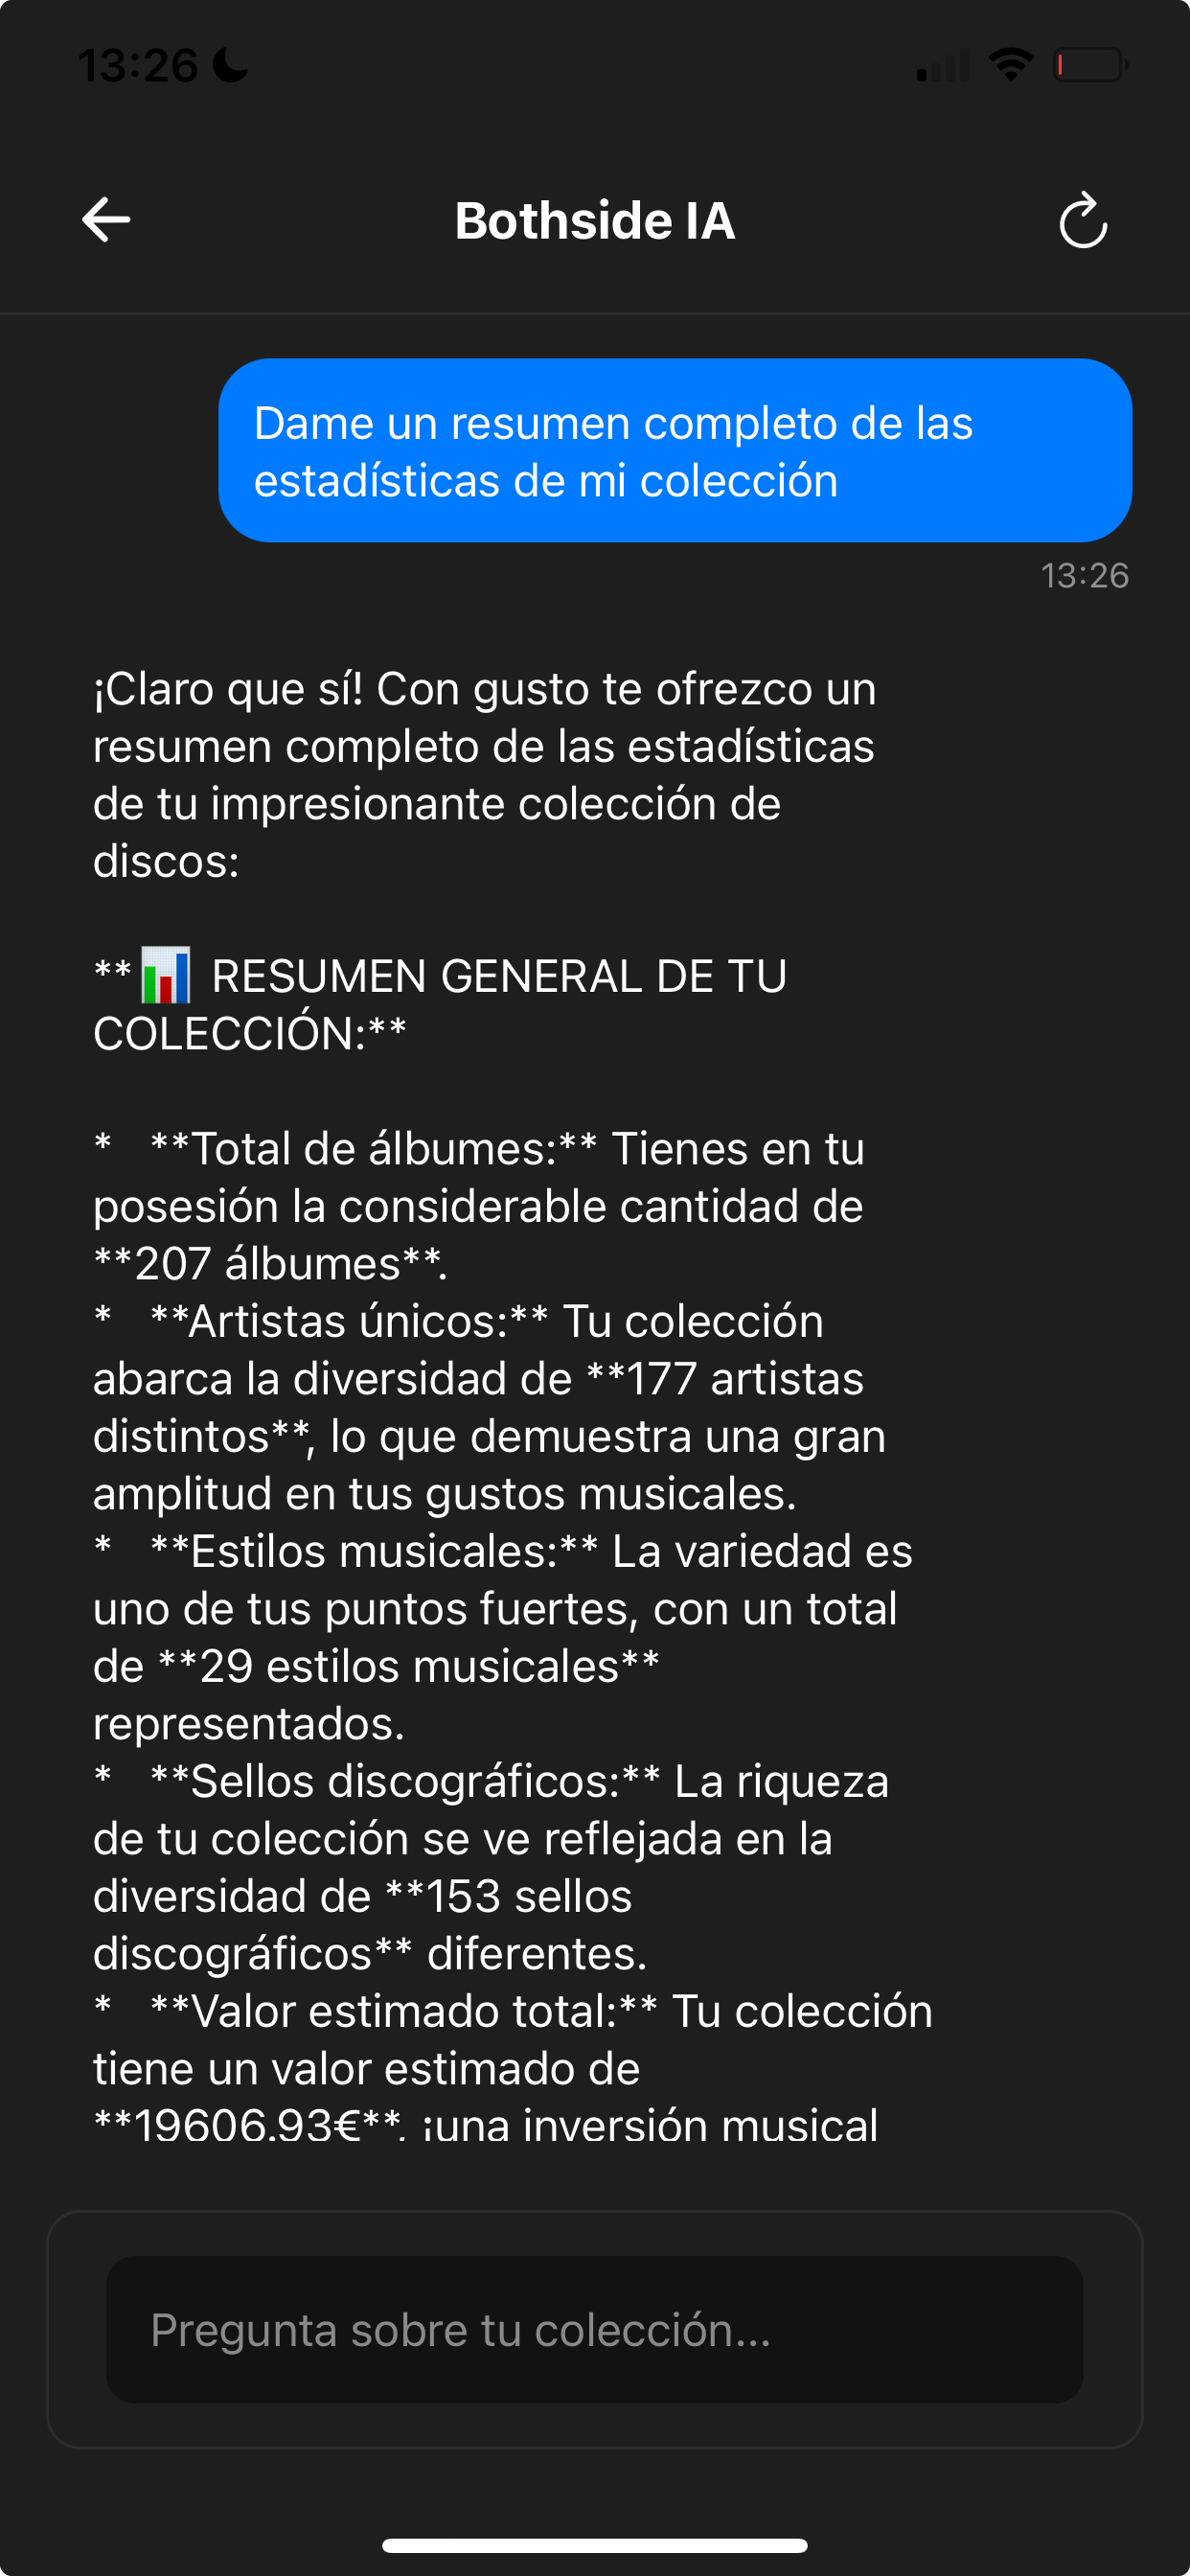 13:26
Bothside IA
Dame un resumen completo de las
estadísticas de mi colección
13:26
¡Claro que sí! Con gusto te ofrezco un
resumen completo de las estadísticas
de tu impresionante colección de
discos:
**📊 RESUMEN GENERAL DE TU
COLECCIÓN:**
*   **Total de álbumes:** Tienes en tu
posesión la considerable cantidad de
**207 álbumes**.
*   **Artistas únicos:** Tu colección
abarca la diversidad de **177 artistas
distintos**, lo que demuestra una gran
amplitud en tus gustos musicales.
*   **Estilos musicales:** La variedad es
uno de tus puntos fuertes, con un total
de **29 estilos musicales**
representados.
*   **Sellos discográficos:** La riqueza
de tu colección se ve reflejada en la
diversidad de **153 sellos
discográficos** diferentes.
*   **Valor estimado total:** Tu colección
tiene un valor estimado de
**19606.93€**, ¡una inversión musical
Pregunta sobre tu colección...